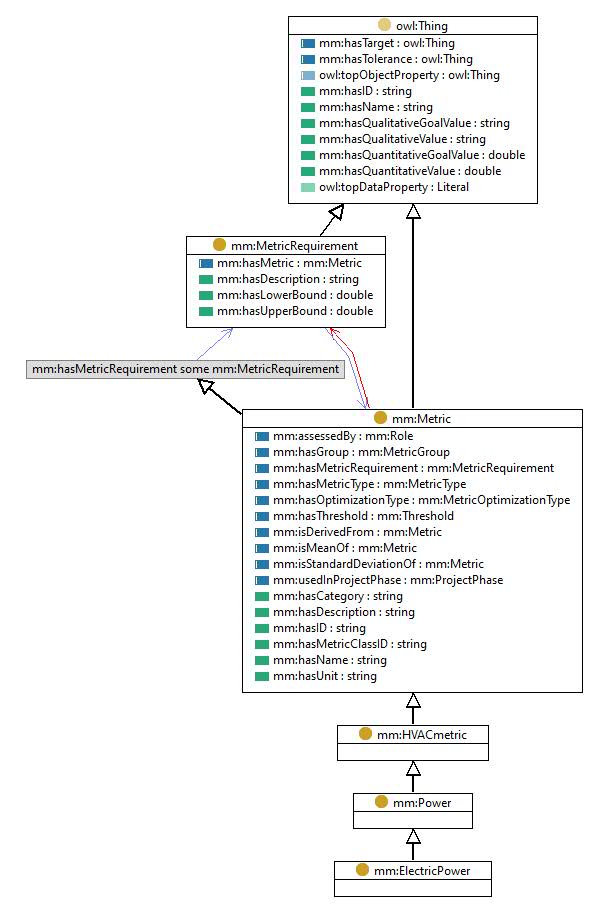 owl:Thing
mm:hasTarget : owl:Thing
mm:hasTolerance : owl:Thing
owl:topObjectProperty : owl:Thing
mm:hasID : string
mm:hasName : string
mm:hasQualitativeGoalValue : string
mm:hasQualitativeValue : string
mm:hasQuantitativeGoalValue : double
mm:hasQuantitativeValue : double
owl:topDataProperty : Literal
mm:MetricRequirement
mm:hasMetric : mm:Metric
mm:hasDescription : string
mm:hasLowerBound : double
mm:hasUpperBound : double
mm:hasMetricRequirement some mm:MetricRequirement
mm:Metric
mm:assessedBy : mm:Role
mm:hasGroup : mm:MetricGroup
mm:hasMetricRequirement : mm:MetricRequirement
mm:hasMetricType : mm:MetricType
mm:hasOptimizationType : mm:MetricOptimizationType
mm:hasThreshold : mm:Threshold
mm:isDerivedFrom : mm:Metric
mm:isMeanOf : mm:Metric
mm:isStandardDeviationOf : mm:Metric
mm:usedInProjectPhase : mm:ProjectPhase
mm:hasCategory : string
mm:hasDescription : string
mm:hasID : string
mm:hasMetricClassID : string
mm:hasName : string
mm:hasUnit : string
mm:HVACmetric
mm:Power
mm:ElectricPower